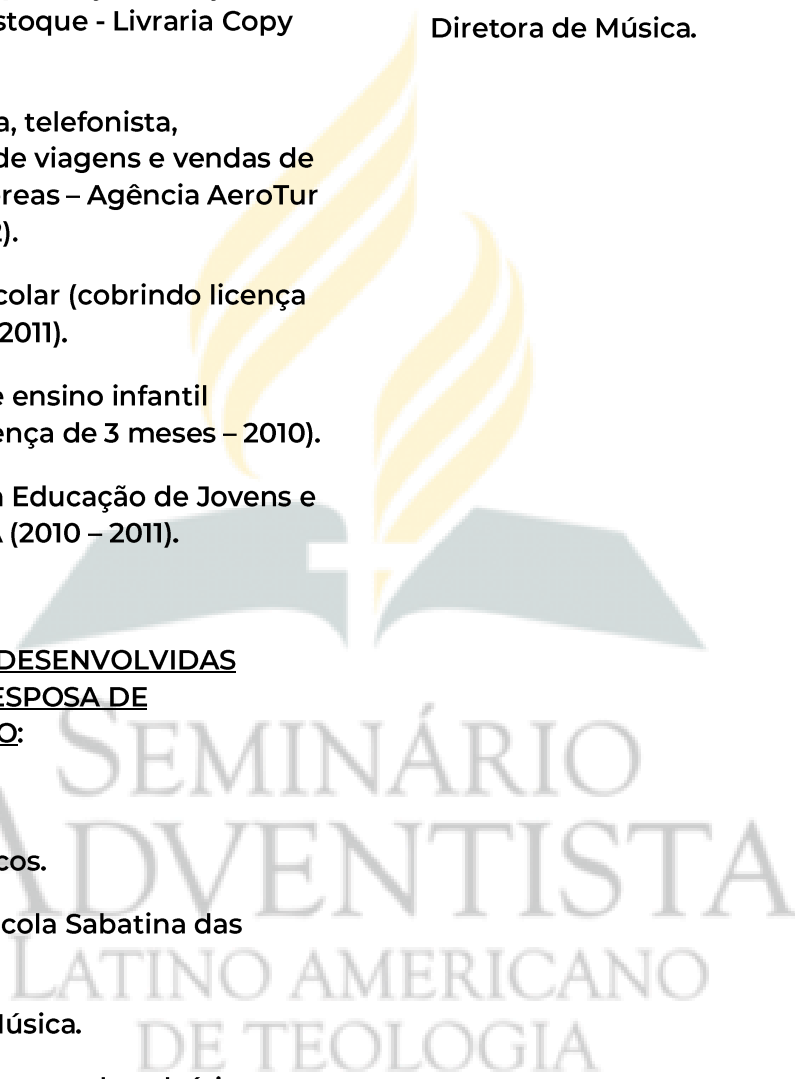 stoque - Livraria Copy
a, telefonista,
de viagens e vendas de
reas – Agência AeroTur
2).
colar (cobrindo licença
2011).
e ensino infantil
ença de 3 meses – 2010).
a Educação de Jovens e
A (2010 – 2011).
DESENVOLVIDAS
ESPOSA DE
O:
cos.
cola Sabatina das
Música.
Diretora de Música.
SEMINÁRIO
ADVENTISTA
LATINO AMERICANO
DE TEOLOGIA